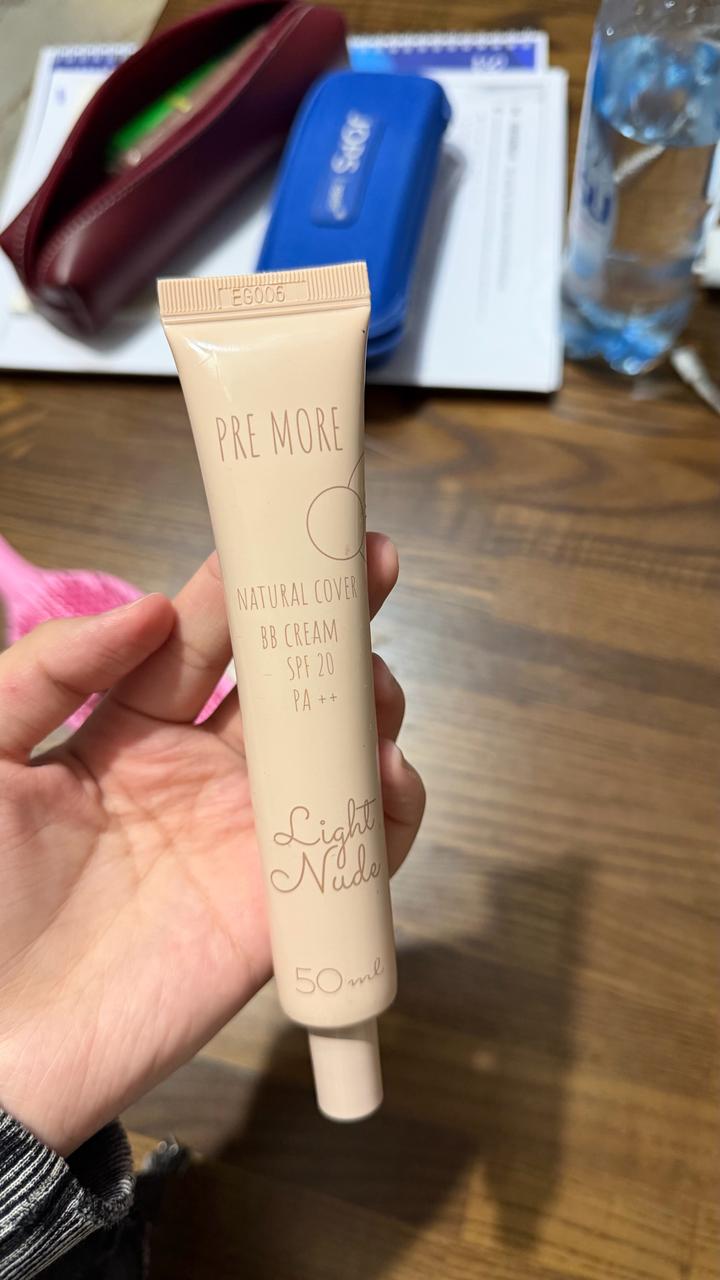 EG006
PRE MORE
NATURAL COVER
BB CREAM
SPF 20
PA ++
Light
Nude
50 ml